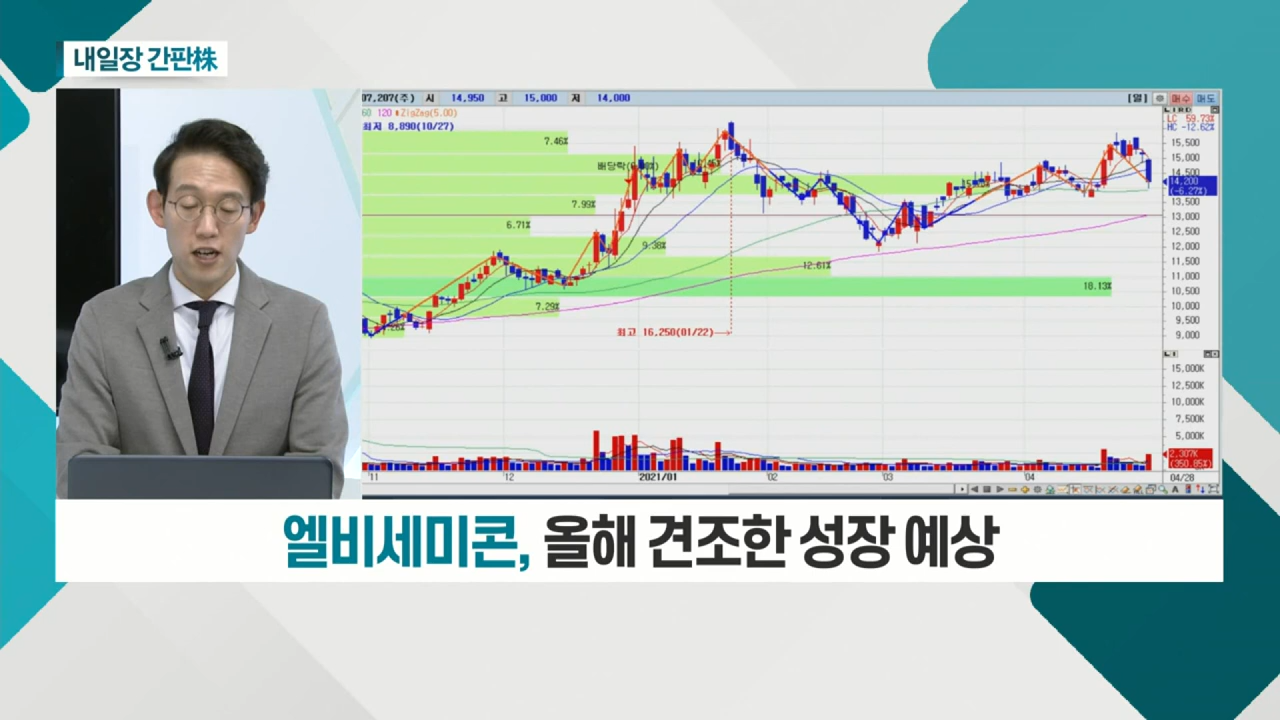 내일장 간판株
07,207(주) 시 14,950 고 15,000 저 14,000 [일] 매수 매도
60 120 ZigZag(5.00)
최저 8,890(10/27)
LC 59.73%
HC -12.62%
7.46%
배당락
7.99%
6.71%
9.38%
12.61%
18.13%
7.29%
최고 16,250(01/22)
15,500
15,000
14,500
14,200
(-6.27%)
13,500
13,000
12,500
12,000
11,500
11,000
10,500
10,000
9,500
9,000
15,000K
12,500K
10,000K
7,500K
5,000K
2,307K
(350.85%)
11 12 2021/01 02 03 04 04/28
엘비세미콘, 올해 견조한 성장 예상